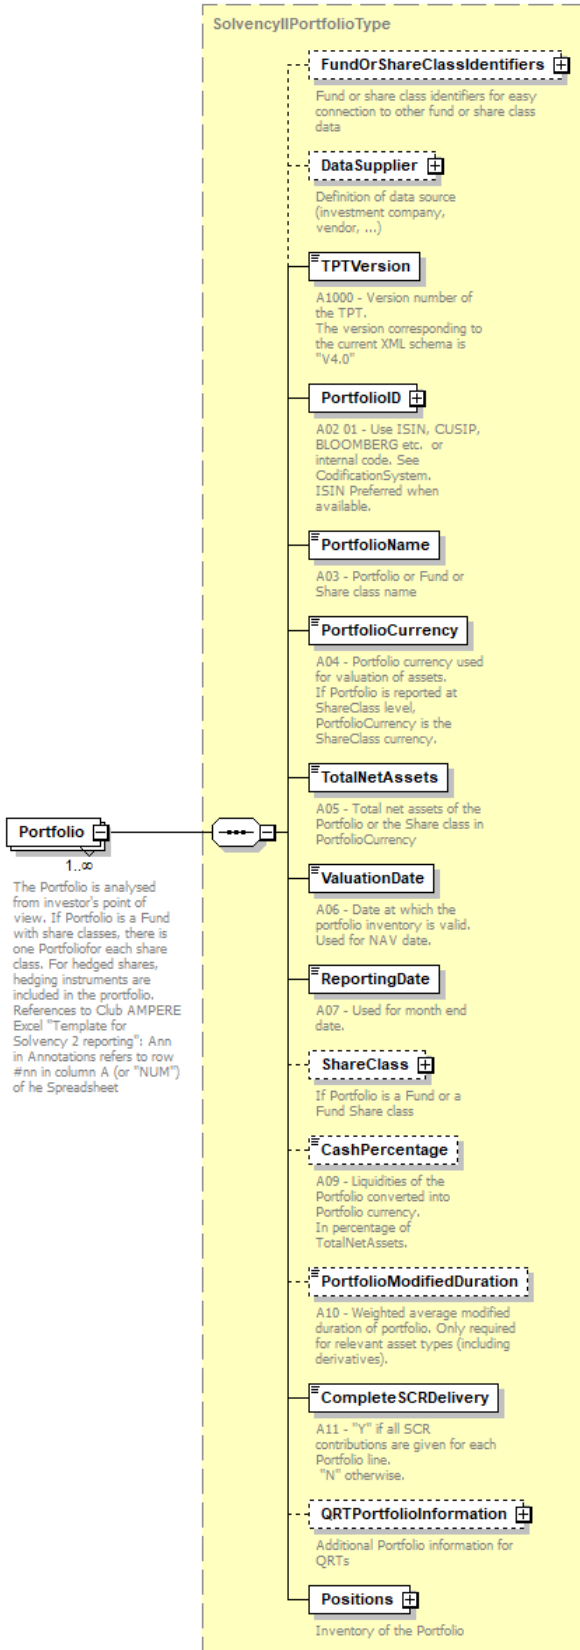 SolvencyIIPortfolioType
FundOrShareClassIdentifiers
Fund or share class identifiers for easy
connection to other fund or share class
data
DataSupplier
Definition of data source
(investment company,
vendor, ...)
TPTVersion
A1000 - Version number of
the TPT.
The version corresponding to
the current XML schema is
"V4.0"
PortfolioID
A02 01 - Use ISIN, CUSIP,
BLOOMBERG etc. or
internal code. See
CodificationSystem.
ISIN Preferred when
available.
PortfolioName
A03 - Portfolio or Fund or
Share class name
PortfolioCurrency
A04 - Portfolio currency used
for valuation of assets.
If Portfolio is reported at
ShareClass level,
PortfolioCurrency is the
ShareClass currency.
TotalNetAssets
A05 - Total net assets of the
Portfolio or the Share class in
PortfolioCurrency
Portfolio
1..∞
The Portfolio is analysed
from investor's point of
view. If Portfolio is a Fund
with share classes, there is
one Portfoliofor each share
class. For hedged shares,
hedging instruments are
included in the prortfolio.
References to Club AMPERE
Excel "Template for
Solvency 2 reporting": Ann
in Annotations refers to row
#nn in column A (or "NUM")
of he Spreadsheet
ValuationDate
A06 - Date at which the
portfolio inventory is valid.
Used for NAV date.
ReportingDate
A07 - Used for month end
date.
ShareClass
If Portfolio is a Fund or a
Fund Share class
CashPercentage
A09 - Liquidities of the
Portfolio converted into
Portfolio currency.
In percentage of
TotalNetAssets.
PortfolioModifiedDuration
A10 - Weighted average modified
duration of portfolio. Only required
for relevant asset types (including
derivatives).
CompleteSCRDelivery
A11 - "Y" if all SCR
contributions are given for each
Portfolio line.
"N" otherwise.
QRTPortfolioInformation
Additional Portfolio information for
QRTs
Positions
Inventory of the Portfolio